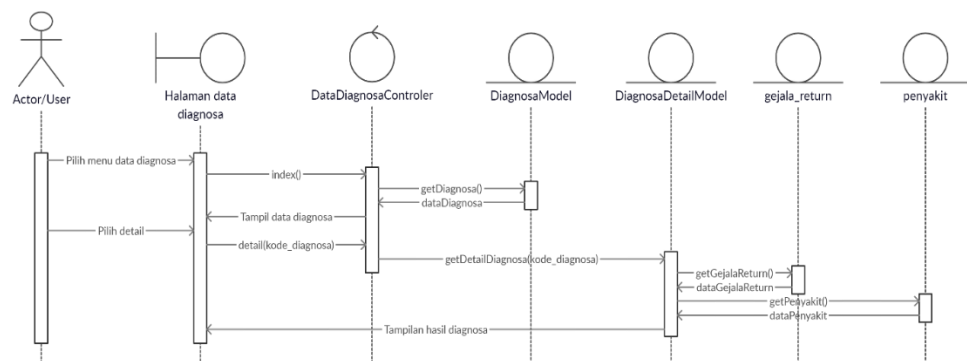 Actor/User
Halaman data
diagnosa
DataDiagnosaControler
DiagnosaModel
DiagnosaDetailModel
gejala_return
penyakit
Pilih menu data diagnosa
index()
getDiagnosa()
dataDiagnosa
Tampil data diagnosa
Pilih detail
detail(kode_diagnosa)
getDetailDiagnosa(kode_diagnosa)
getGejalaReturn()
dataGejalaReturn
getPenyakit()
dataPenyakit
Tampilan hasil diagnosa